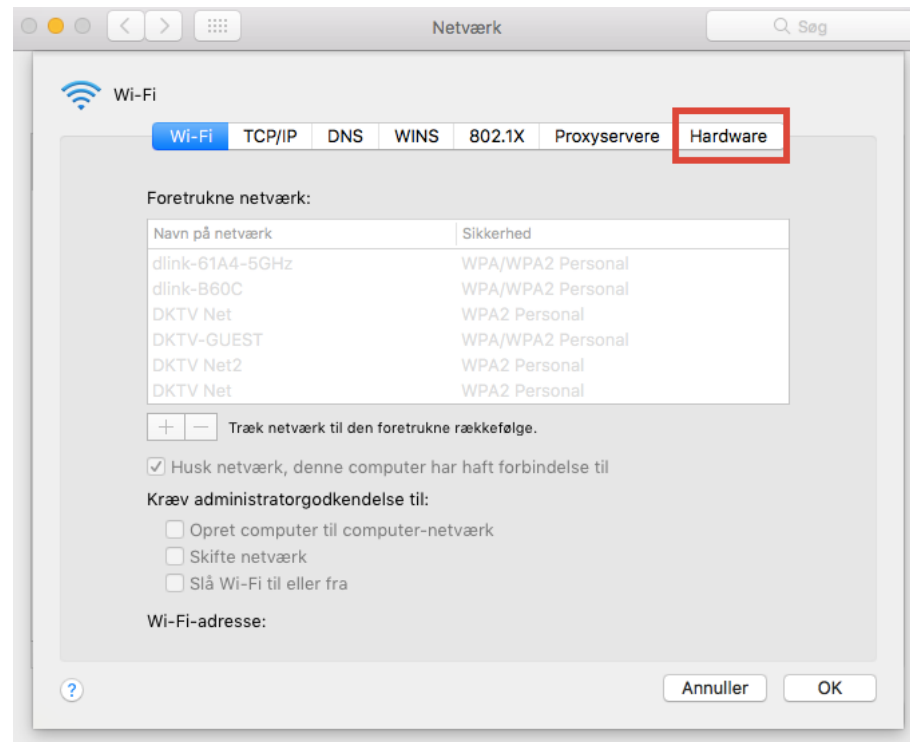 Netværk
Søg
Wi-Fi
Wi-Fi TCP/IP DNS WINS 802.1X Proxyservere Hardware
Foretrukne netværk:
Navn på netværk Sikkerhed
dlink-61A4-5GHz WPA/WPA2 Personal
dlink-B60C WPA/WPA2 Personal
DKTV Net WPA2 Personal
DKTV-GUEST WPA/WPA2 Personal
DKTV Net2 WPA2 Personal
DKTV Net WPA2 Personal
+ − Træk netværk til den foretrukne rækkefølge.
Husk netværk, denne computer har haft forbindelse til
Kræv administratorgodkendelse til:
Opret computer til computer-netværk
Skifte netværk
Slå Wi-Fi til eller fra
Wi-Fi-adresse:
? Annuller OK